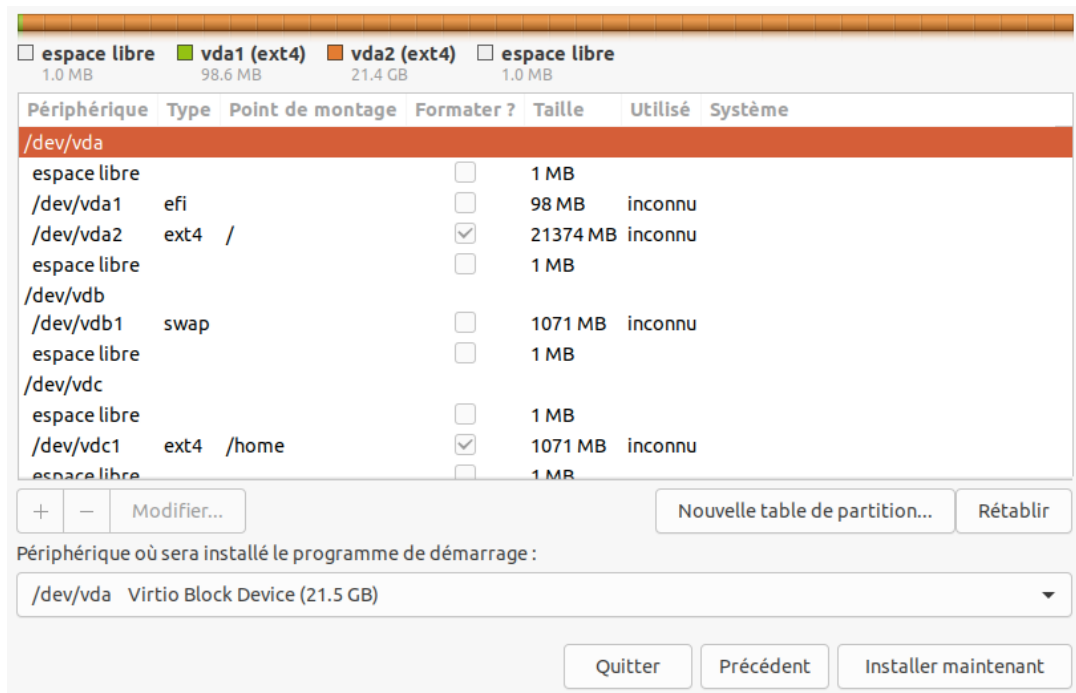 espace libre vda1 (ext4) vda2 (ext4) espace libre
1.0 MB 98.6 MB 21.4 GB 1.0 MB
Périphérique Type Point de montage Formater ? Taille Utilisé Système
/dev/vda
espace libre 1 MB
/dev/vda1 efi 98 MB inconnu
/dev/vda2 ext4 / 21374 MB inconnu
espace libre 1 MB
/dev/vdb
/dev/vdb1 swap 1071 MB inconnu
espace libre 1 MB
/dev/vdc
espace libre 1 MB
/dev/vdc1 ext4 /home 1071 MB inconnu
espace libre 1 MB
+ − Modifier... Nouvelle table de partition... Rétablir
Périphérique où sera installé le programme de démarrage :
/dev/vda Virtio Block Device (21.5 GB)
Quitter Précédent Installer maintenant